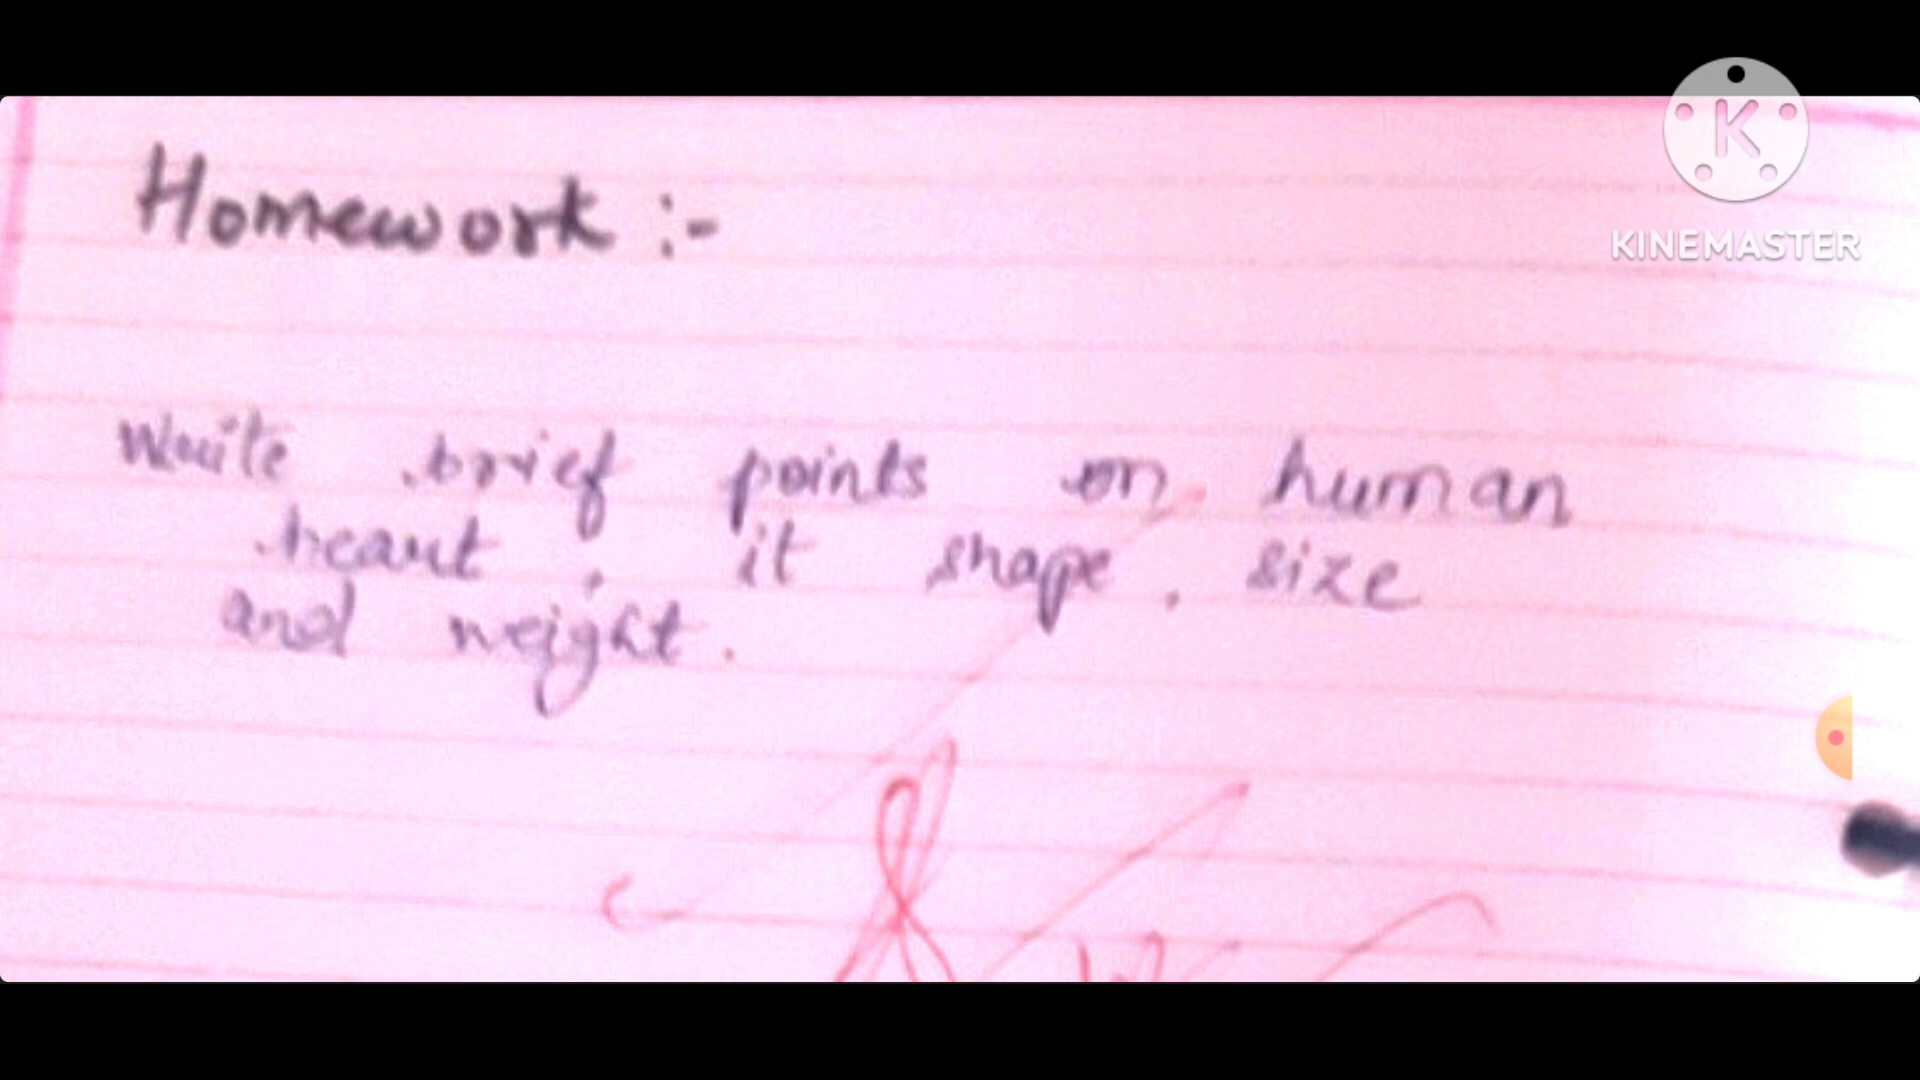 KINEMASTER
Homework :-
Write brief points on human
heart, it shape, size
and weight.